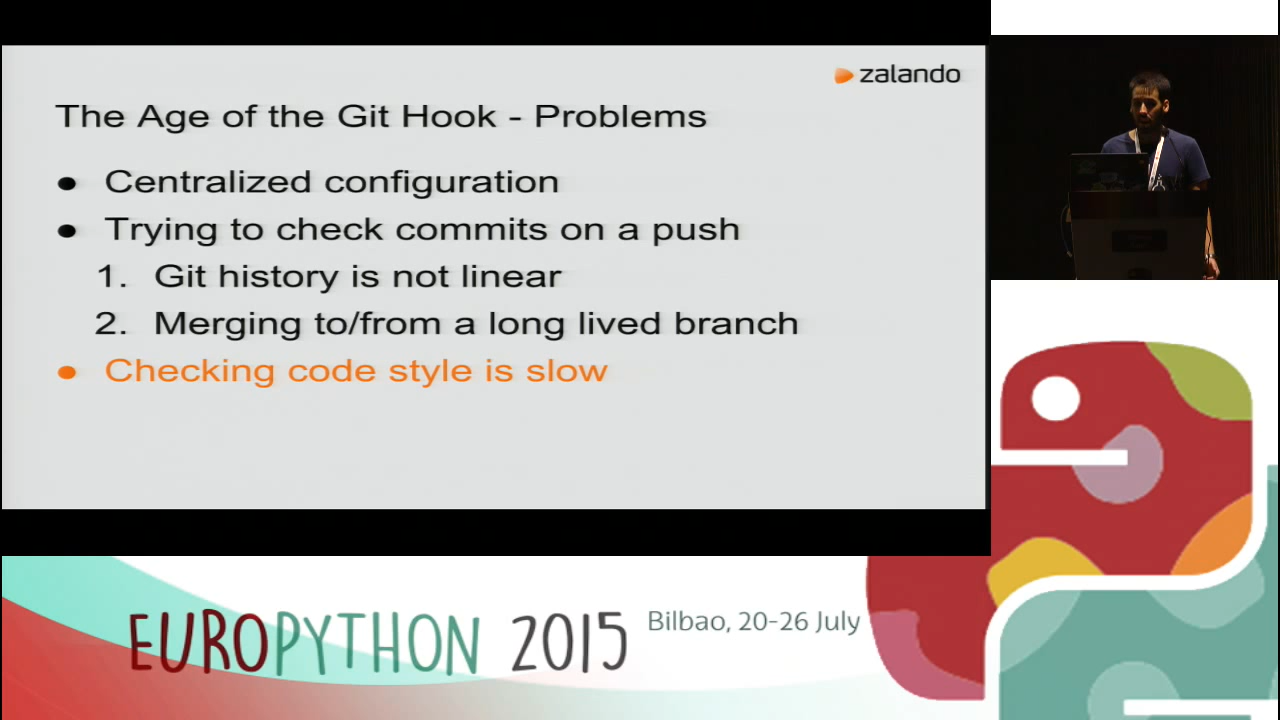 zalando
The Age of the Git Hook - Problems
● Centralized configuration
● Trying to check commits on a push
1. Git history is not linear
2. Merging to/from a long lived branch
● Checking code style is slow
EUROPYTHON 2015
Bilbao, 20-26 July